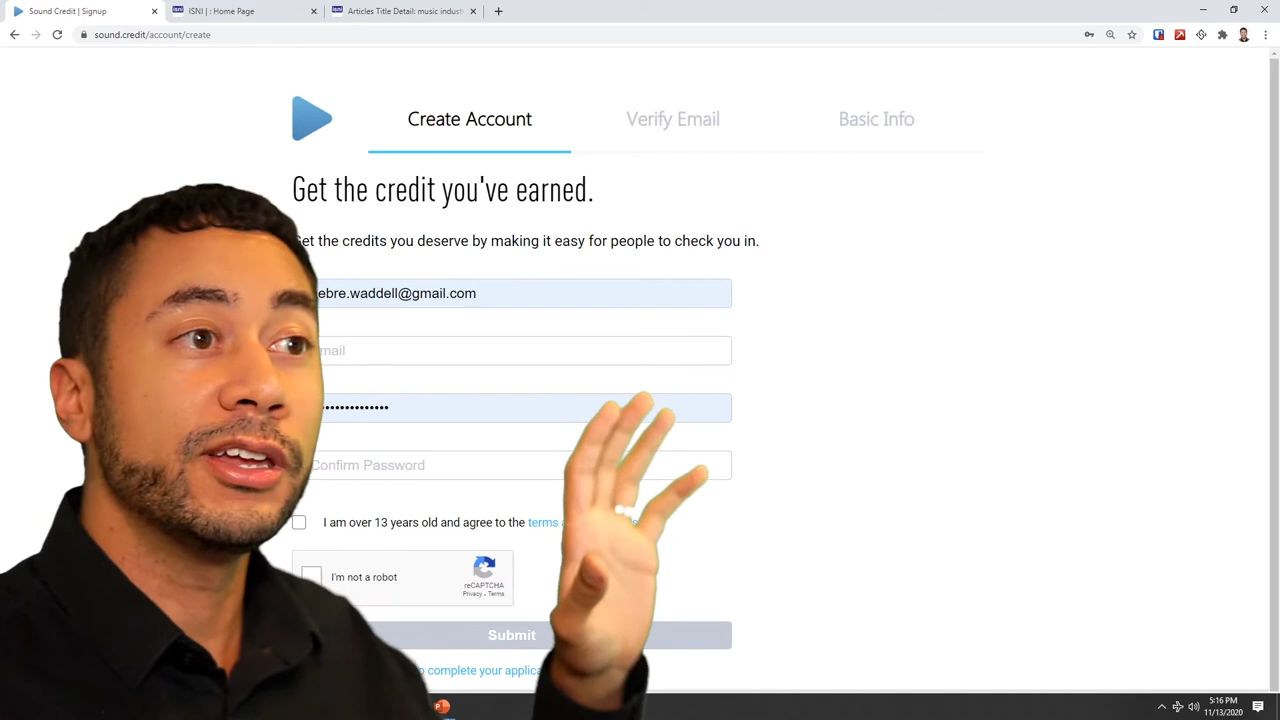 Sound Credit | Signup
ISNI | : Home Page
Articles Title Detail: music indust
sound.credit/account/create
Create Account
Verify Email
Basic Info
Get the credit you've earned.
et the credits you deserve by making it easy for people to check you in.
ebre.waddell@gmail.com
mail
Confirm Password
I am over 13 years old and agree to the terms
I'm not a robot
reCAPTCHA
Privacy - Terms
Submit
complete your applica
5:16 PM
11/13/2020